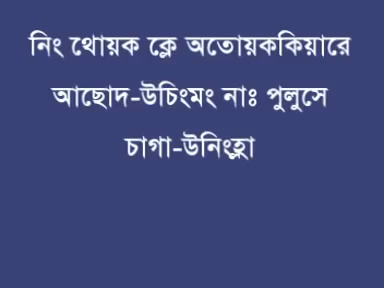 নিং থোয়ক ক্লে অতোয়ককিয়ারে
আছোদ-উচিংমং নাঃ পুলুসে
চাগা-উনিংহ্লা